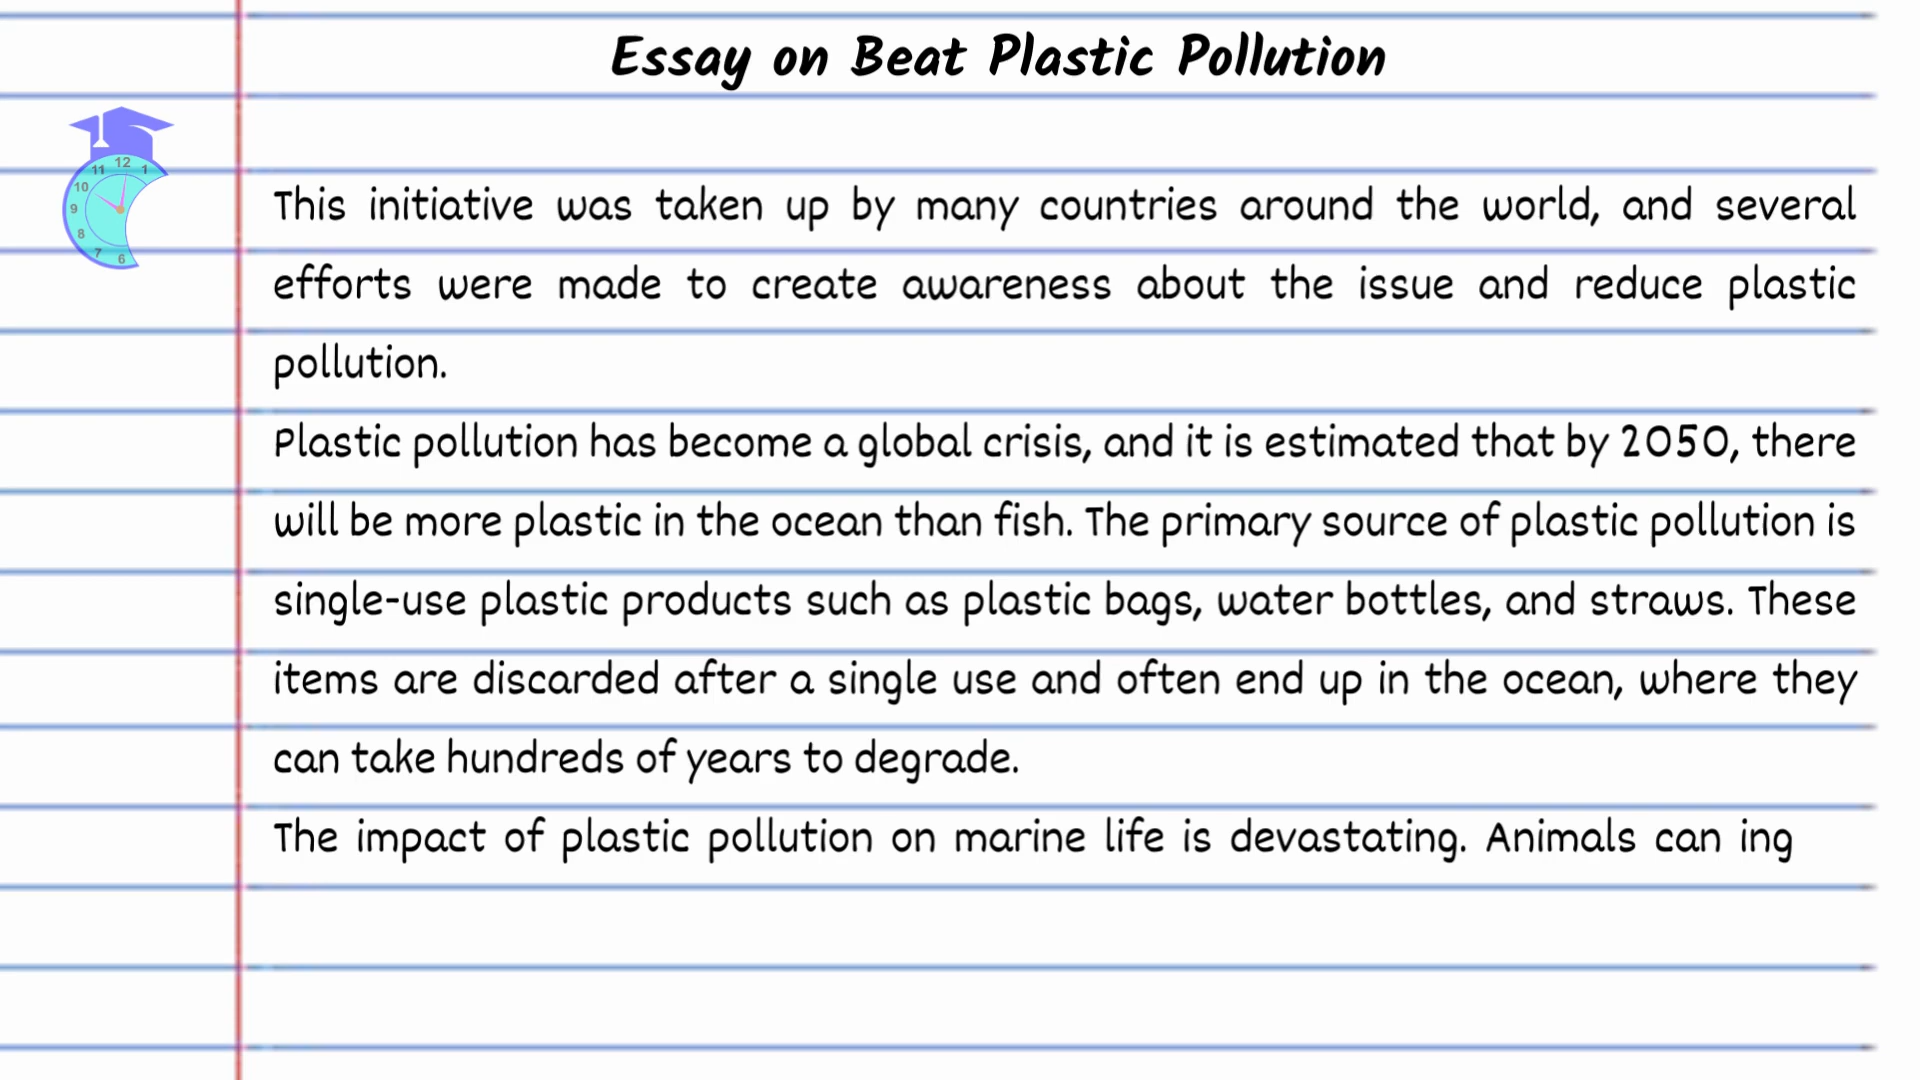 Essay on Beat Plastic Pollution
12
11 1
10
9
8
7
6
This initiative was taken up by many countries around the world, and several
efforts were made to create awareness about the issue and reduce plastic
pollution.
Plastic pollution has become a global crisis, and it is estimated that by 2050, there
will be more plastic in the ocean than fish. The primary source of plastic pollution is
single-use plastic products such as plastic bags, water bottles, and straws. These
items are discarded after a single use and often end up in the ocean, where they
can take hundreds of years to degrade.
The impact of plastic pollution on marine life is devastating. Animals can ing